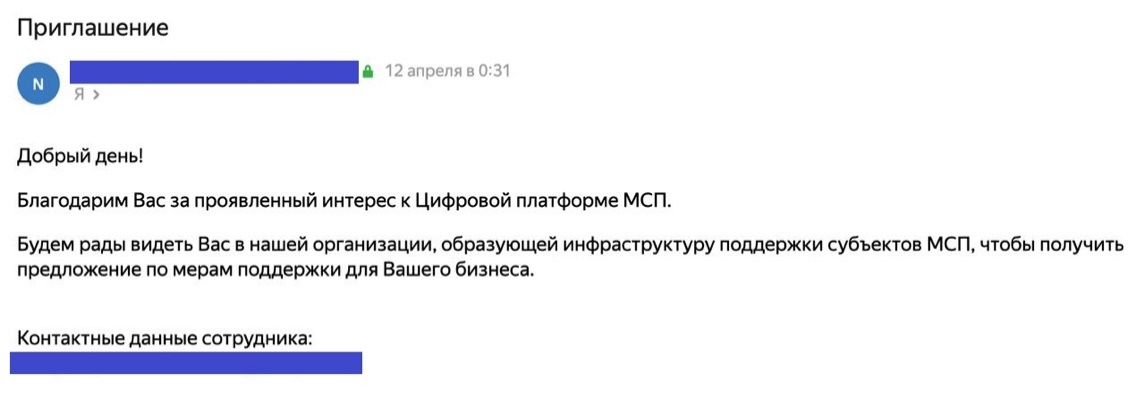 Приглашение
N
12 апреля в 0:31
Я >
Добрый день!
Благодарим Вас за проявленный интерес к Цифровой платформе МСП.
Будем рады видеть Вас в нашей организации, образующей инфраструктуру поддержки субъектов МСП, чтобы получить
предложение по мерам поддержки для Вашего бизнеса.
Контактные данные сотрудника: